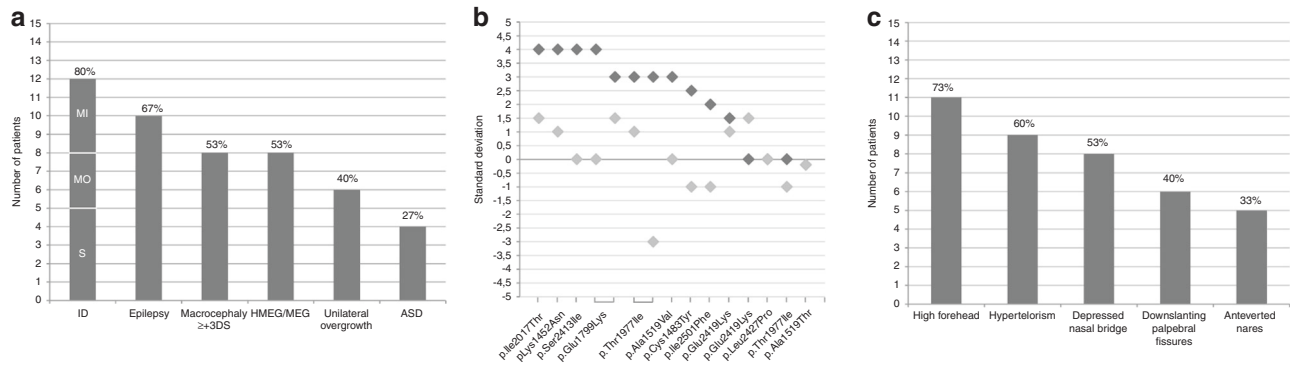 a
Number of patients
15
14
13
12
11
10
9
8
7
6
5
4
3
2
1
0
80%
MI
MO
S
67%
53%
53%
40%
27%
ID
Epilepsy
Macrocephaly
≥+3DS
HMEG/MEG
Unilateral
overgrowth
ASD
b
Standard deviation
5
4,5
4
3,5
3
2,5
2
1,5
1
0,5
0
-0,5
-1
-1,5
-2
-2,5
-3
-3,5
-4
-4,5
-5
p.Ile2017Thr
pLys1452Asn
p.Ser2413Ile
p.Glu1799Lys
p.Thr1977Ile
p.Ala1519Val
p.Cys1483Tyr
p.Ile2501Phe
p.Glu2419Lys
p.Glu2419Lys
p.Leu2427Pro
p.Thr1977Ile
p.Ala1519Thr
c
Number of patients
15
14
13
12
11
10
9
8
7
6
5
4
3
2
1
0
73%
60%
53%
40%
33%
High forehead
Hypertelorism
Depressed
nasal bridge
Downslanting
palpebral
fissures
Anteverted
nares